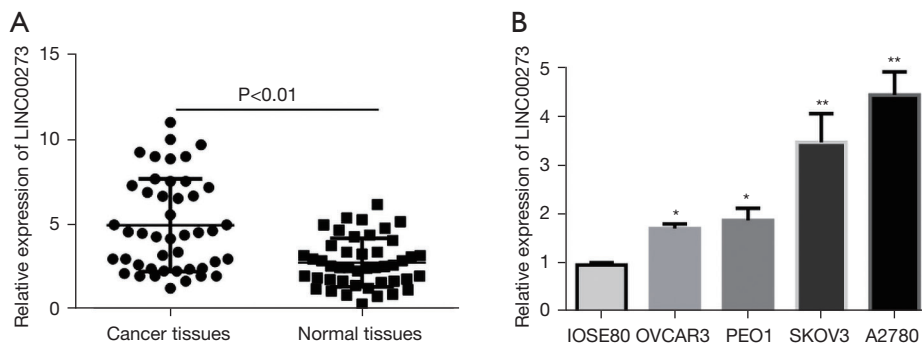 A
Relative expression of LINC00273
15
10
5
0
P<0.01
Cancer tissues
Normal tissues
B
Relative expression of LINC00273
5
4
3
2
1
0
*
*
**
**
IOSE80 OVCAR3 PEO1 SKOV3 A2780